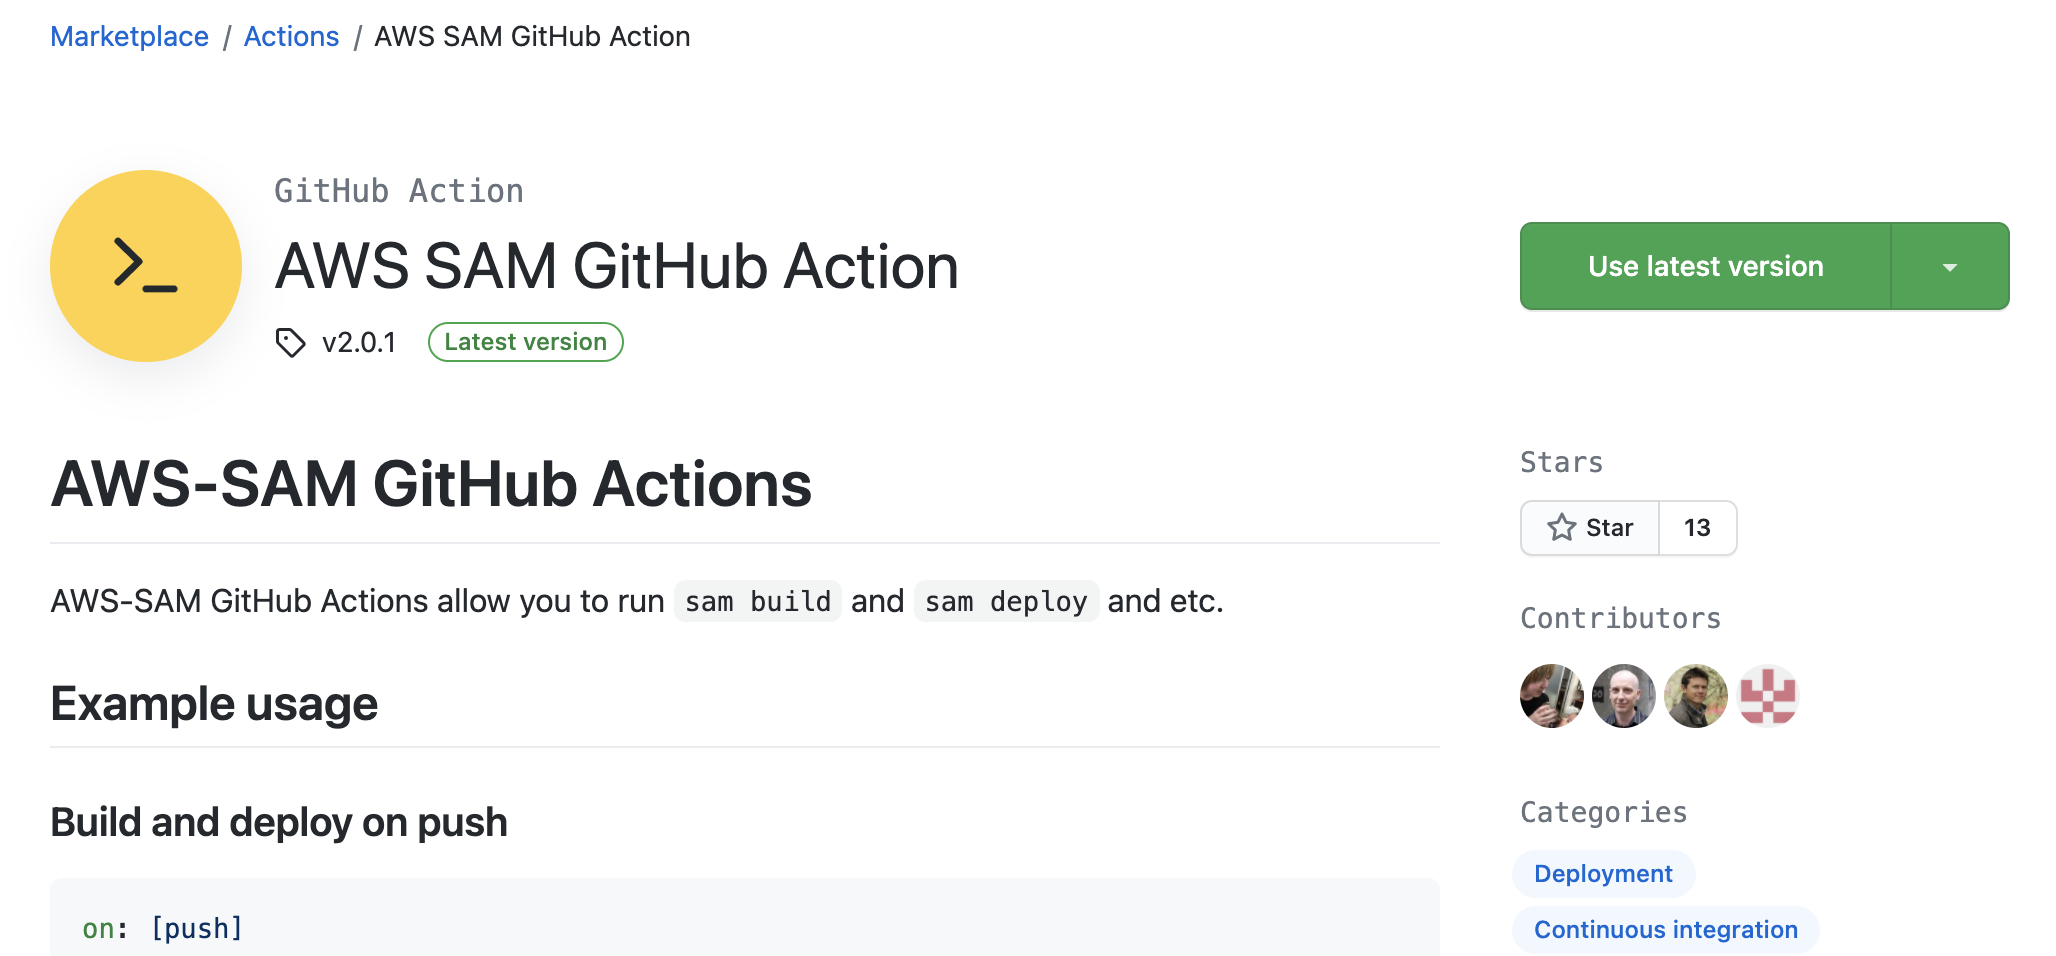 Marketplace / Actions / AWS SAM GitHub Action
GitHub Action
AWS SAM GitHub Action
v2.0.1 Latest version
Use latest version
AWS-SAM GitHub Actions
AWS-SAM GitHub Actions allow you to run sam build and sam deploy and etc.
Example usage
Build and deploy on push
on: [push]
Stars
Star 13
Contributors
Categories
Deployment
Continuous integration